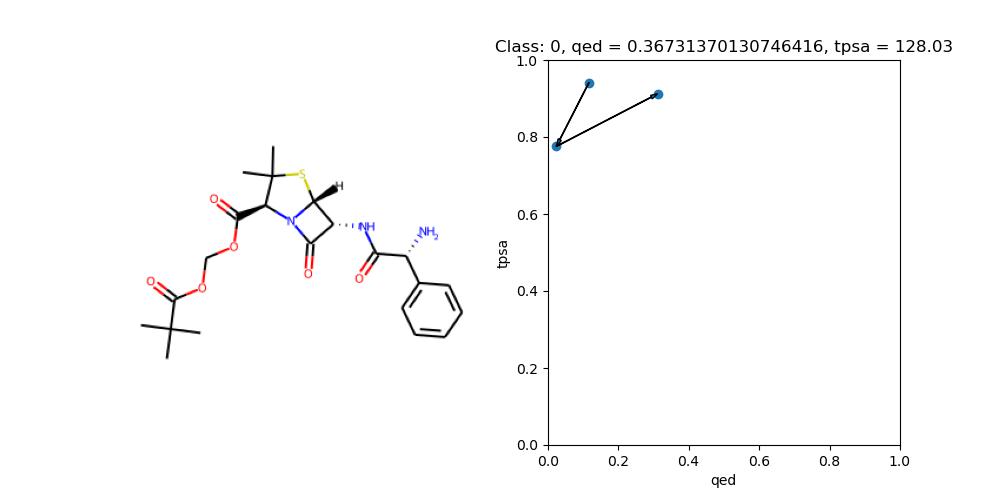 Class: 0, qed = 0.36731370130746416, tpsa = 128.03
1.0
0.8
0.6
0.4
0.2
0.0
tpsa
0.0 0.2 0.4 0.6 0.8 1.0
qed
S
H
O
N
NH
NH2
O
O
O
O
O